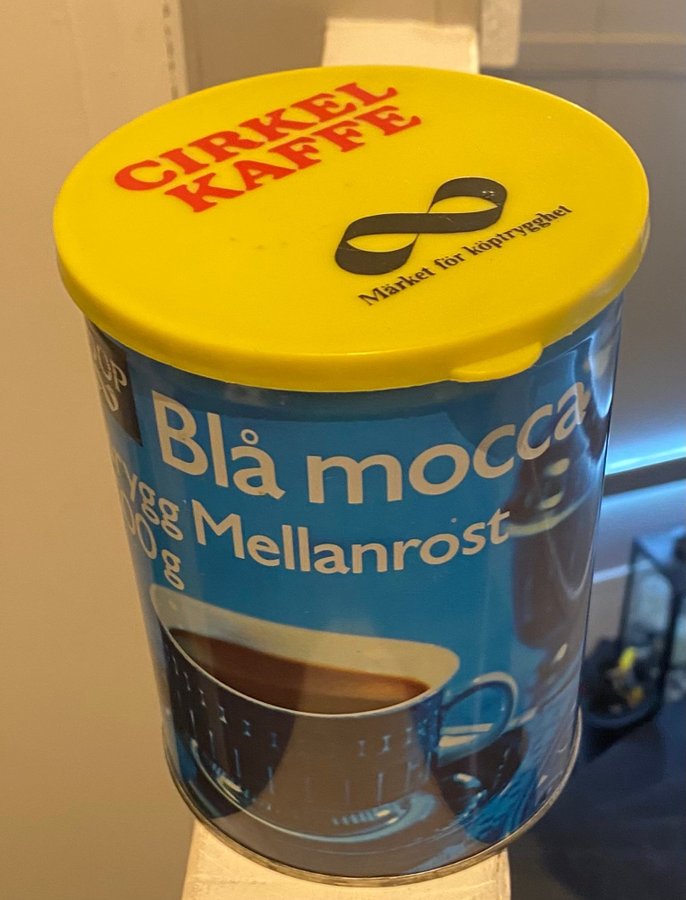 CIRKEL
KAFFE
Märket för köptrygghet
Blå mocca
Mellanrost
g